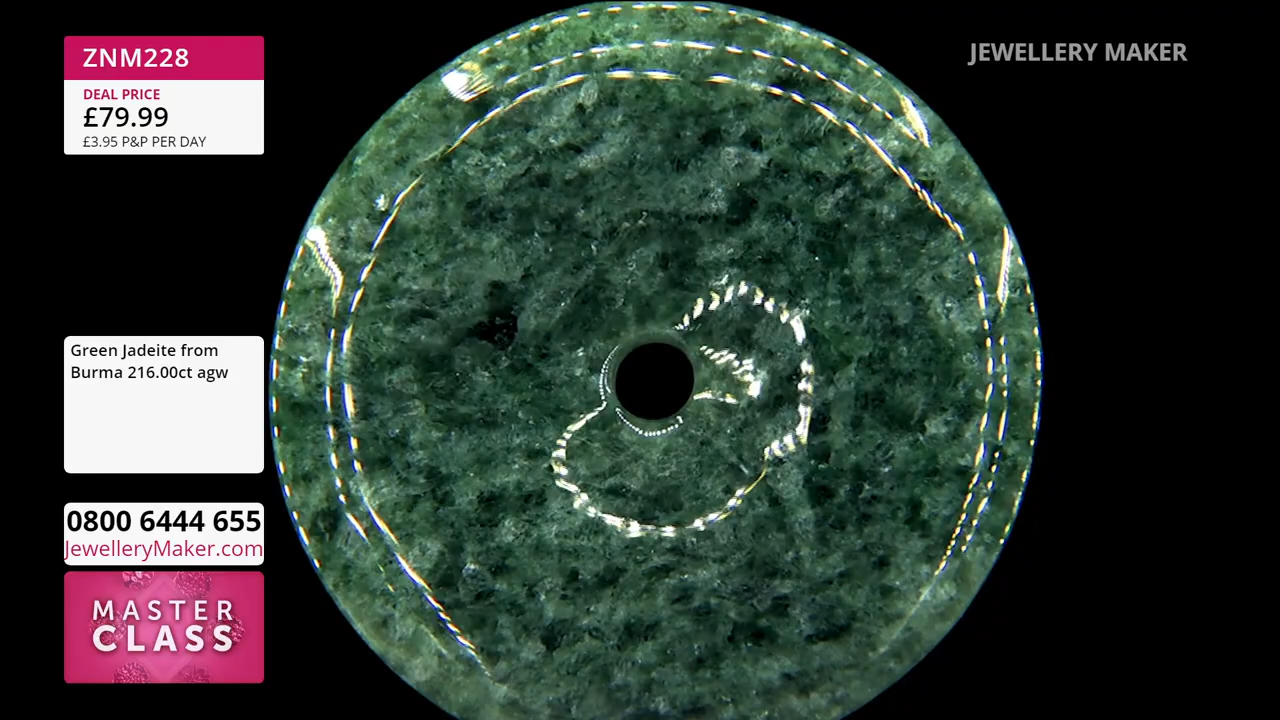 ZNM228
DEAL PRICE
£79.99
£3.95 P&P PER DAY
JEWELLERY MAKER
Green Jadeite from
Burma 216.00ct agw
0800 6444 655
JewelleryMaker.com
MASTER
CLASS